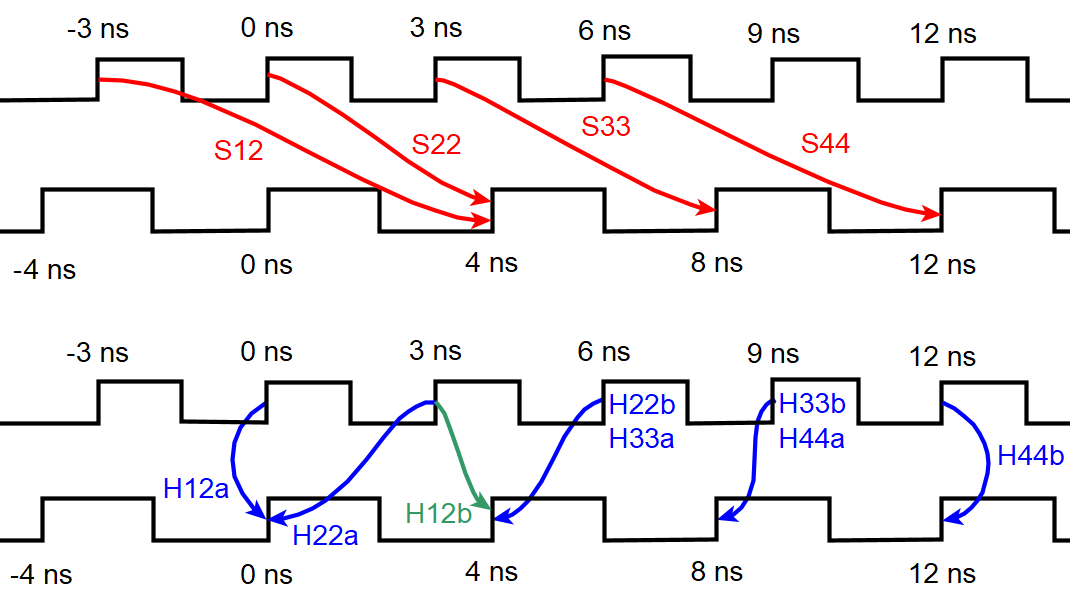 -3 ns 0 ns 3 ns 6 ns 9 ns 12 ns
S12 S22 S33 S44
-4 ns 0 ns 4 ns 8 ns 12 ns
-3 ns 0 ns 3 ns 6 ns 9 ns 12 ns
H22b H33b
H33a H44a
H44b
H12a
H12b
H22a
-4 ns 0 ns 4 ns 8 ns 12 ns